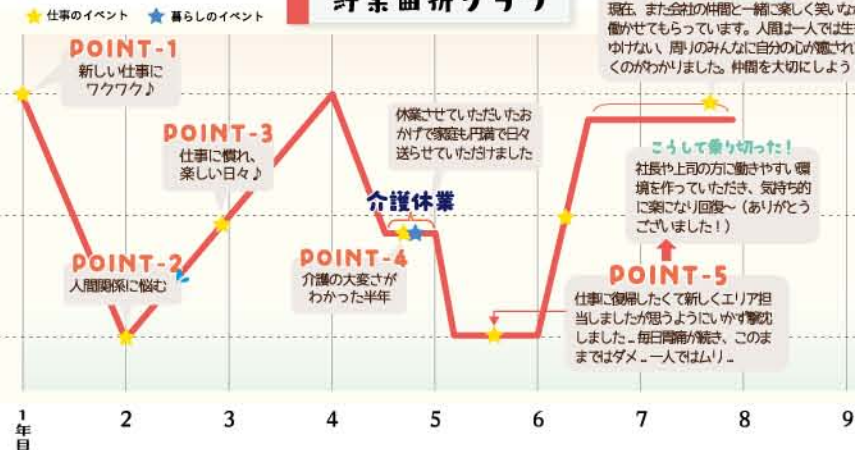 仕事のイベント 暮らしのイベント
POINT-1
新しい仕事に
ワクワク♪
POINT-2
人間関係に悩む
POINT-3
仕事に慣れ、
楽しい日々♪
休業させていただいたお
かげで家庭も円満で日々
送らせていただけました
介護休業
POINT-4
介護の大変さが
わかった半年
現在、また会社の仲間と一緒に楽しく笑いな
働かせてもらっています。人間は一人では生
ゆけない、周りのみんなに自分の心が癒され
くのがわかりました。仲間を大切にしよう
こうして乗り切った!
社長や上司の方に働きやすい環
境を作っていただき、気持ち的
に楽になり回復～(ありがとう
ございました!)
POINT-5
仕事に復帰したくて新しくエリア担
当しましたが思うようにいかず撃沈
しました…毎日胃痛が続き、このま
まではダメ…一人ではムリ…
1年目 2 3 4 5 6 7 8 9